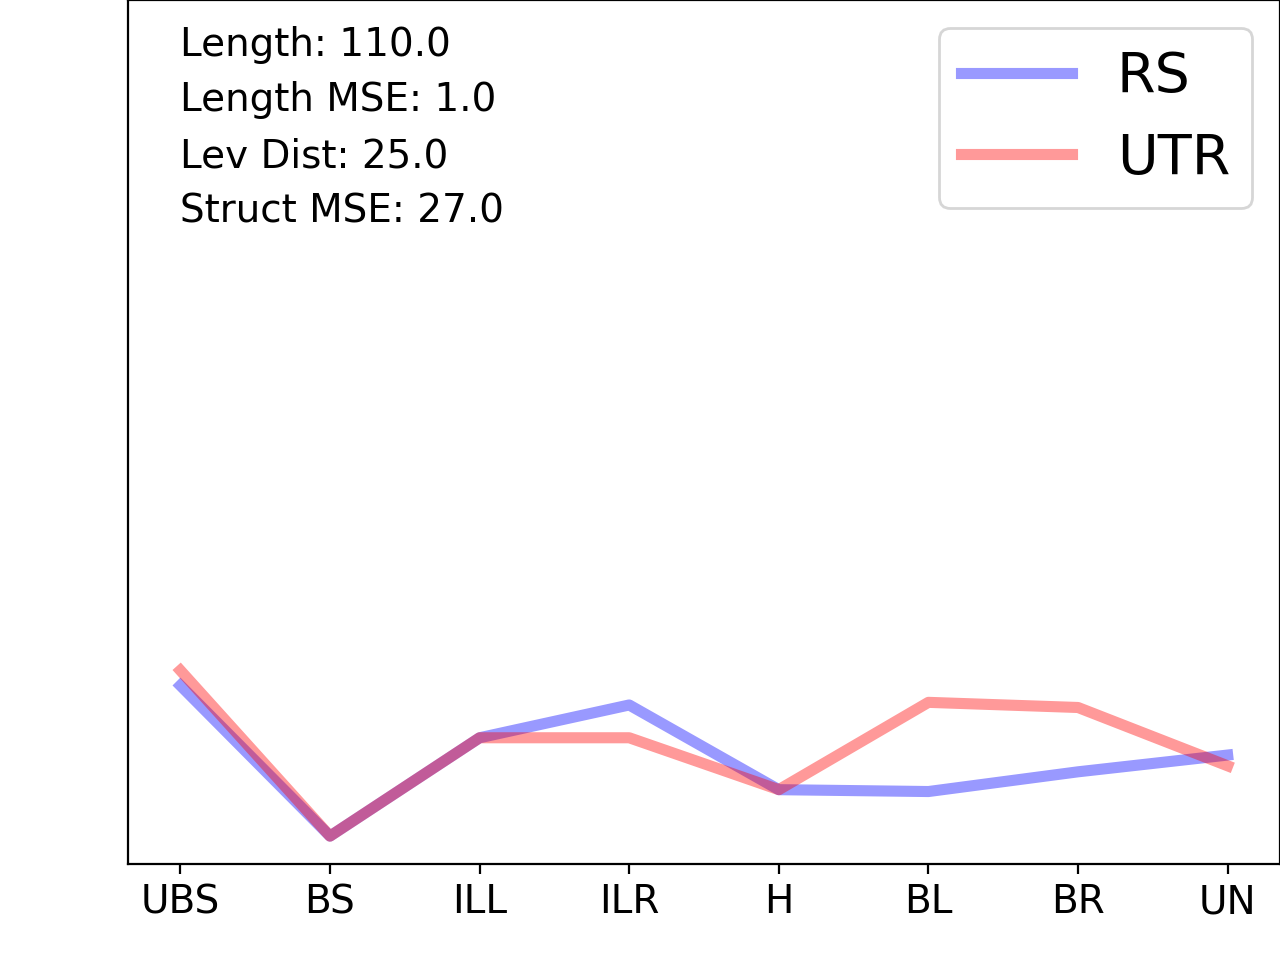 Length: 110.0
Length MSE: 1.0
Lev Dist: 25.0
Struct MSE: 27.0
RS
UTR
UBS BS ILL ILR H BL BR UN